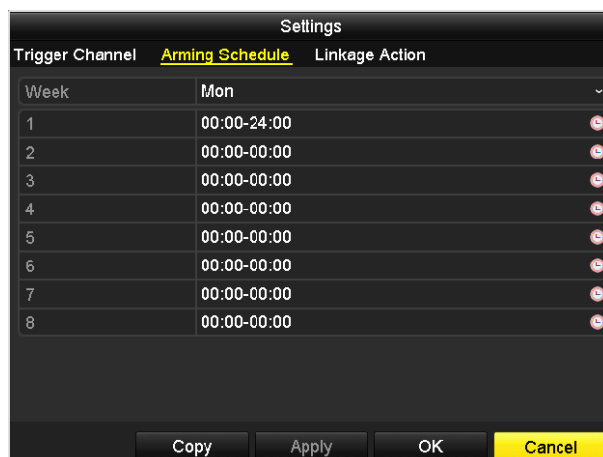 Settings
Trigger Channel Arming Schedule Linkage Action
Week Mon
1 00:00-24:00
2 00:00-00:00
3 00:00-00:00
4 00:00-00:00
5 00:00-00:00
6 00:00-00:00
7 00:00-00:00
8 00:00-00:00
Copy Apply OK Cancel